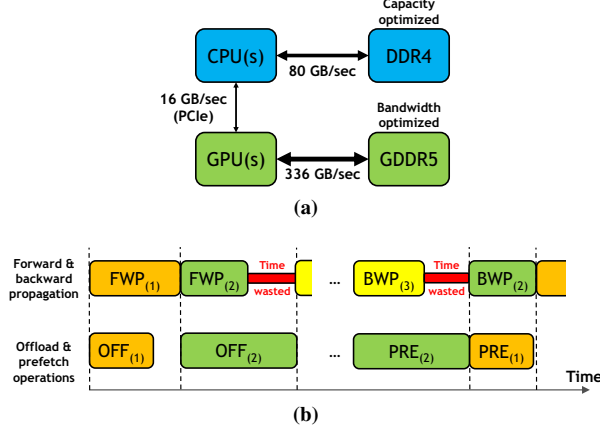 Capacity
optimized
CPU(s)
DDR4
80 GB/sec
16 GB/sec
(PCIe)
Bandwidth
optimized
GPU(s)
GDDR5
336 GB/sec
(a)
Forward &
backward
propagation
FWP(1)
FWP(2)
Time
wasted
...
BWP(3)
Time
wasted
BWP(2)
Offload &
prefetch
operations
OFF(1)
OFF(2)
...
PRE(2)
PRE(1)
Time
(b)